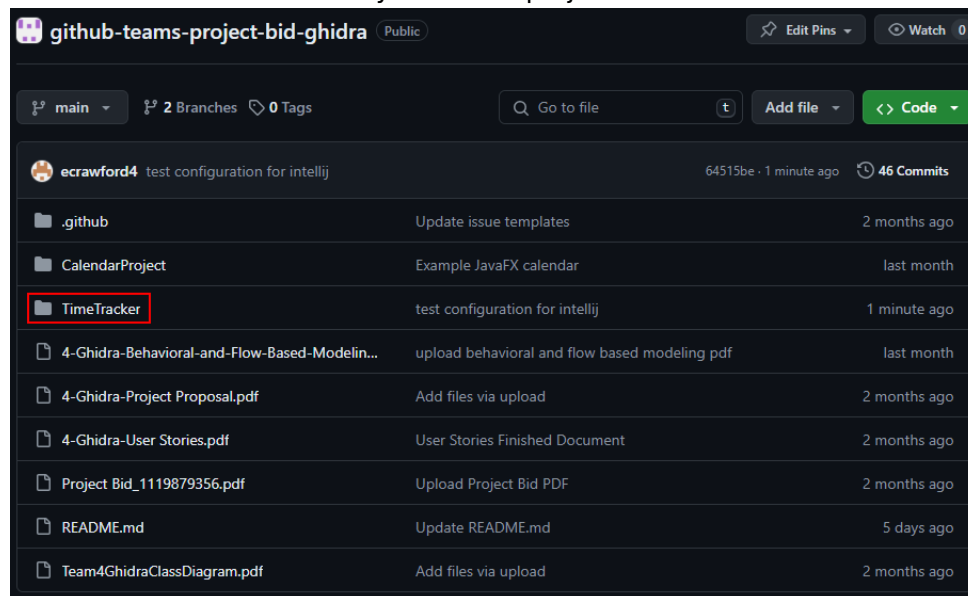 github-teams-project-bid-ghidra Public Edit Pins Watch 0
main 2 Branches 0 Tags Go to file t Add file Code
ecrawford4 test configuration for intellij 64515be · 1 minute ago 46 Commits
.github Update issue templates 2 months ago
CalendarProject Example JavaFX calendar last month
TimeTracker test configuration for intellij 1 minute ago
4-Ghidra-Behavioral-and-Flow-Based-Modelin... upload behavioral and flow based modeling pdf last month
4-Ghidra-Project Proposal.pdf Add files via upload 2 months ago
4-Ghidra-User Stories.pdf User Stories Finished Document 2 months ago
Project Bid_1119879356.pdf Upload Project Bid PDF 2 months ago
README.md Update README.md 5 days ago
Team4GhidraClassDiagram.pdf Add files via upload 2 months ago